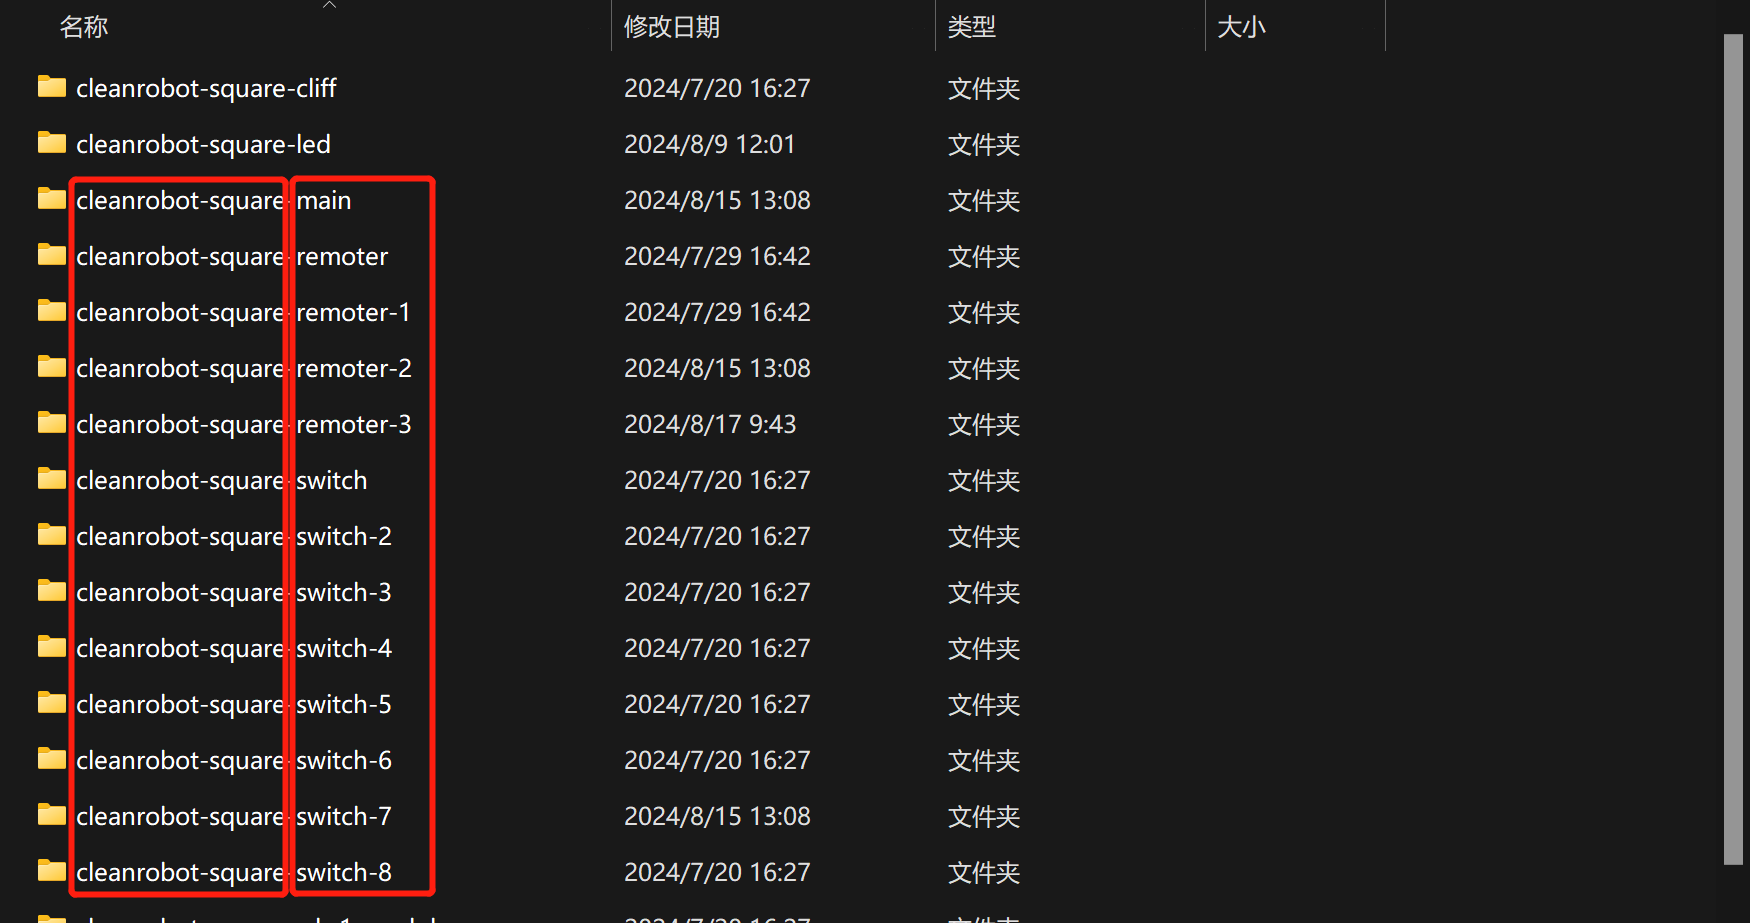 名称 修改日期 类型 大小
cleanrobot-square-cliff 2024/7/20 16:27 文件夹
cleanrobot-square-led 2024/8/9 12:01 文件夹
cleanrobot-square-main 2024/8/15 13:08 文件夹
cleanrobot-square-remoter 2024/7/29 16:42 文件夹
cleanrobot-square-remoter-1 2024/7/29 16:42 文件夹
cleanrobot-square-remoter-2 2024/8/15 13:08 文件夹
cleanrobot-square-remoter-3 2024/8/17 9:43 文件夹
cleanrobot-square-switch 2024/7/20 16:27 文件夹
cleanrobot-square-switch-2 2024/7/20 16:27 文件夹
cleanrobot-square-switch-3 2024/7/20 16:27 文件夹
cleanrobot-square-switch-4 2024/7/20 16:27 文件夹
cleanrobot-square-switch-5 2024/7/20 16:27 文件夹
cleanrobot-square-switch-6 2024/7/20 16:27 文件夹
cleanrobot-square-switch-7 2024/8/15 13:08 文件夹
cleanrobot-square-switch-8 2024/7/20 16:27 文件夹